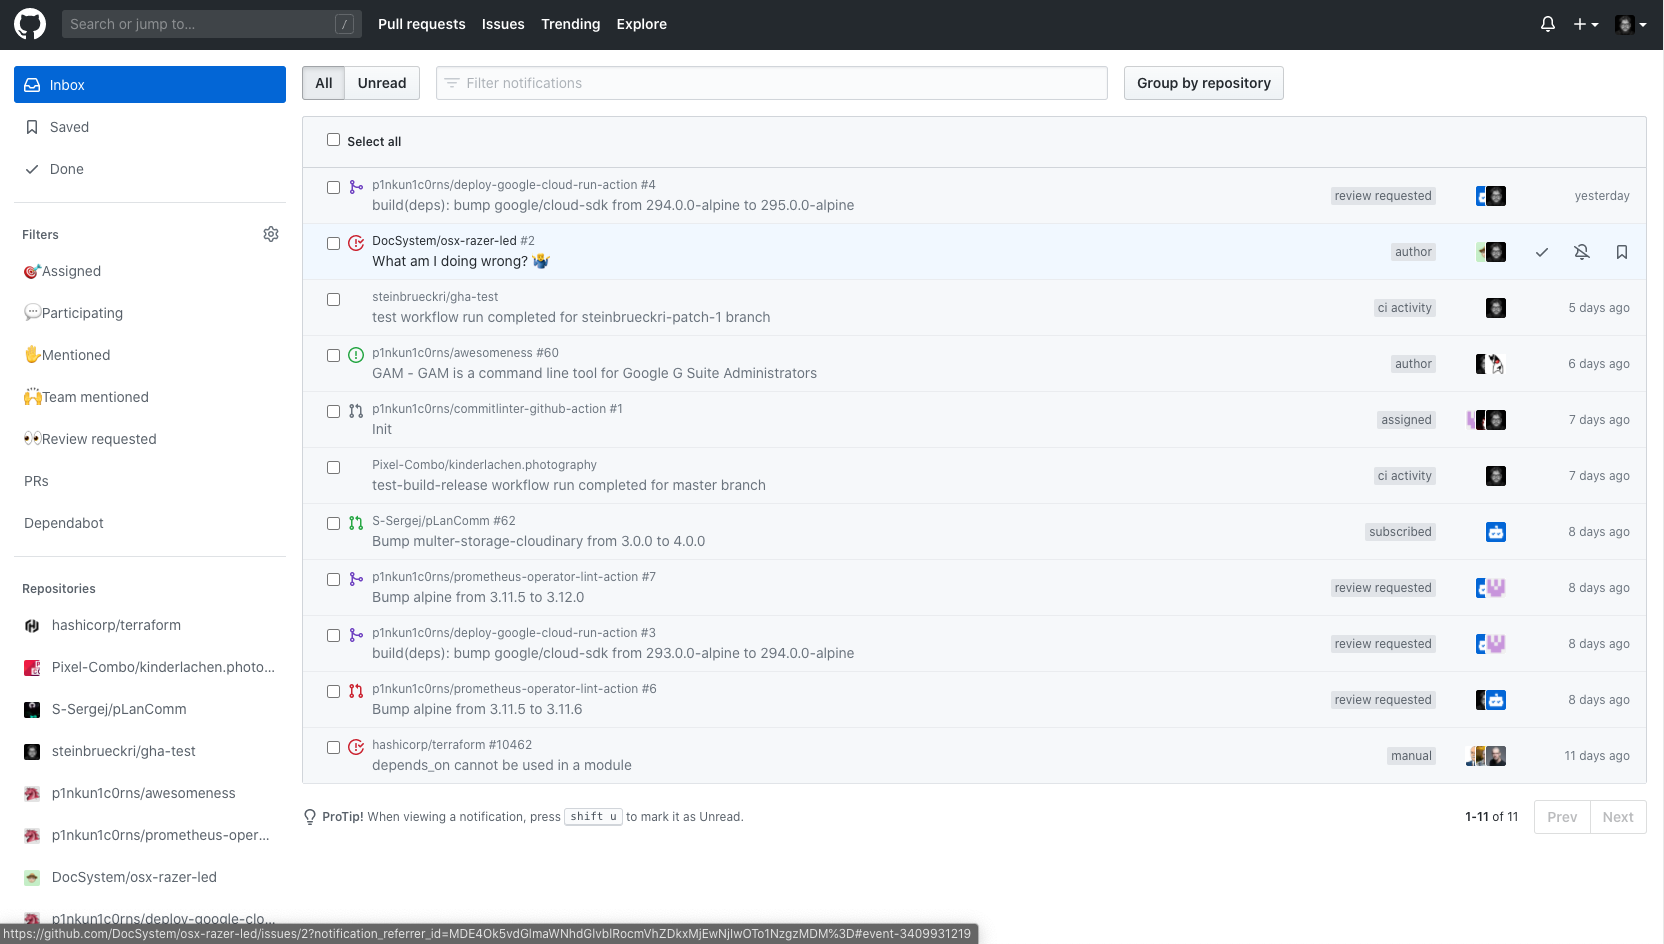 Search or jump to...
/
Pull requests
Issues
Trending
Explore
Inbox
Saved
Done
Filters
🎯Assigned
💬Participating
✋Mentioned
🙌Team mentioned
👀Review requested
PRs
Dependabot
Repositories
hashicorp/terraform
Pixel-Combo/kinderlachen.photo...
S-Sergej/pLanComm
steinbrueckri/gha-test
p1nkun1c0rns/awesomeness
p1nkun1c0rns/prometheus-oper...
DocSystem/osx-razer-led
p1nkun1c0rns/deploy-google-clo...
All
Unread
Filter notifications
Group by repository
Select all
p1nkun1c0rns/deploy-google-cloud-run-action #4
build(deps): bump google/cloud-sdk from 294.0.0-alpine to 295.0.0-alpine
review requested
yesterday
DocSystem/osx-razer-led #2
What am I doing wrong? 🤷‍♂️
author
steinbrueckri/gha-test
test workflow run completed for steinbrueckri-patch-1 branch
ci activity
5 days ago
p1nkun1c0rns/awesomeness #60
GAM - GAM is a command line tool for Google G Suite Administrators
author
6 days ago
p1nkun1c0rns/commitlinter-github-action #1
Init
assigned
7 days ago
Pixel-Combo/kinderlachen.photography
test-build-release workflow run completed for master branch
ci activity
7 days ago
S-Sergej/pLanComm #62
Bump multer-storage-cloudinary from 3.0.0 to 4.0.0
subscribed
8 days ago
p1nkun1c0rns/prometheus-operator-lint-action #7
Bump alpine from 3.11.5 to 3.12.0
review requested
8 days ago
p1nkun1c0rns/deploy-google-cloud-run-action #3
build(deps): bump google/cloud-sdk from 293.0.0-alpine to 294.0.0-alpine
review requested
8 days ago
p1nkun1c0rns/prometheus-operator-lint-action #6
Bump alpine from 3.11.5 to 3.11.6
review requested
8 days ago
hashicorp/terraform #10462
depends_on cannot be used in a module
manual
11 days ago
ProTip! When viewing a notification, press shift u to mark it as Unread.
1-11 of 11
Prev
Next